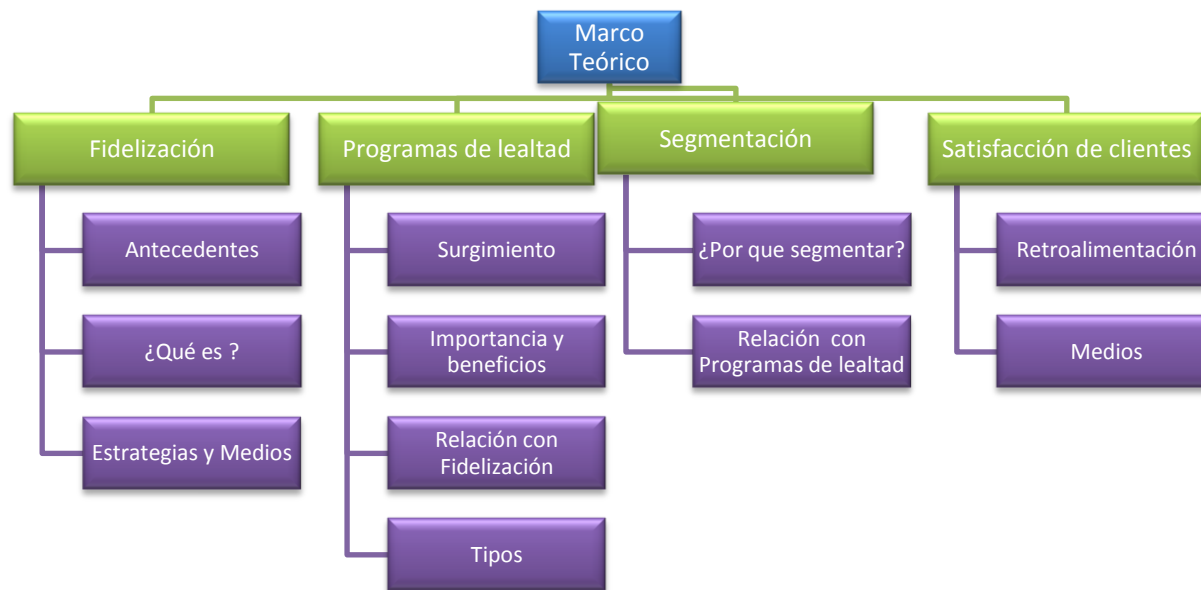 Marco
Teórico
Fidelización
Programas de lealtad
Segmentación
Satisfacción de clientes
Antecedentes
¿Qué es ?
Estrategias y Medios
Surgimiento
Importancia y
beneficios
Relación con
Fidelización
Tipos
¿Por que segmentar?
Relación  con
Programas de lealtad
Retroalimentación
Medios